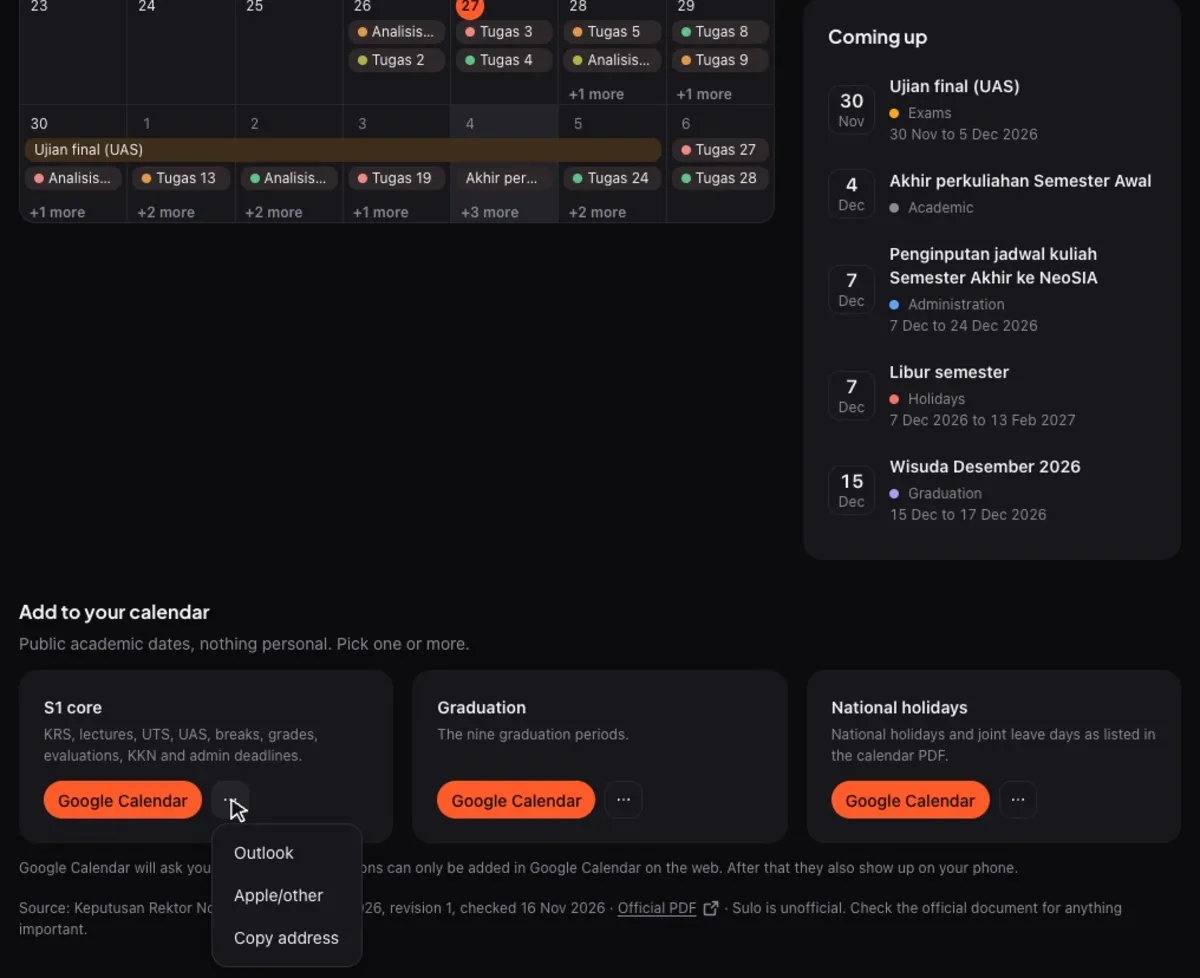 23 24 25 26 27 28 29
Analisis... Tugas 3 Tugas 5 Tugas 8
Tugas 2 Tugas 4 Analisis... Tugas 9
+1 more +1 more
30 1 2 3 4 5 6
Ujian final (UAS) Tugas 27
Analisis... Tugas 13 Analisis... Tugas 19 Akhir per... Tugas 24 Tugas 28
+1 more +2 more +2 more +1 more +3 more +2 more
Coming up
30 Nov
Ujian final (UAS)
Exams
30 Nov to 5 Dec 2026
4 Dec
Akhir perkuliahan Semester Awal
Academic
7 Dec
Penginputan jadwal kuliah
Semester Akhir ke NeoSIA
Administration
7 Dec to 24 Dec 2026
7 Dec
Libur semester
Holidays
7 Dec 2026 to 13 Feb 2027
15 Dec
Wisuda Desember 2026
Graduation
15 Dec to 17 Dec 2026
Add to your calendar
Public academic dates, nothing personal. Pick one or more.
S1 core
KRS, lectures, UTS, UAS, breaks, grades,
evaluations, KKN and admin deadlines.
Google Calendar
Outlook
Apple/other
Copy address
Graduation
The nine graduation periods.
Google Calendar ...
National holidays
National holidays and joint leave days as listed in
the calendar PDF.
Google Calendar ...
Google Calendar will ask you can only be added in Google Calendar on the web. After that they also show up on your phone.
Source: Keputusan Rektor revision 1, checked 16 Nov 2026 · Official PDF · Sulo is unofficial. Check the official document for anything
important.